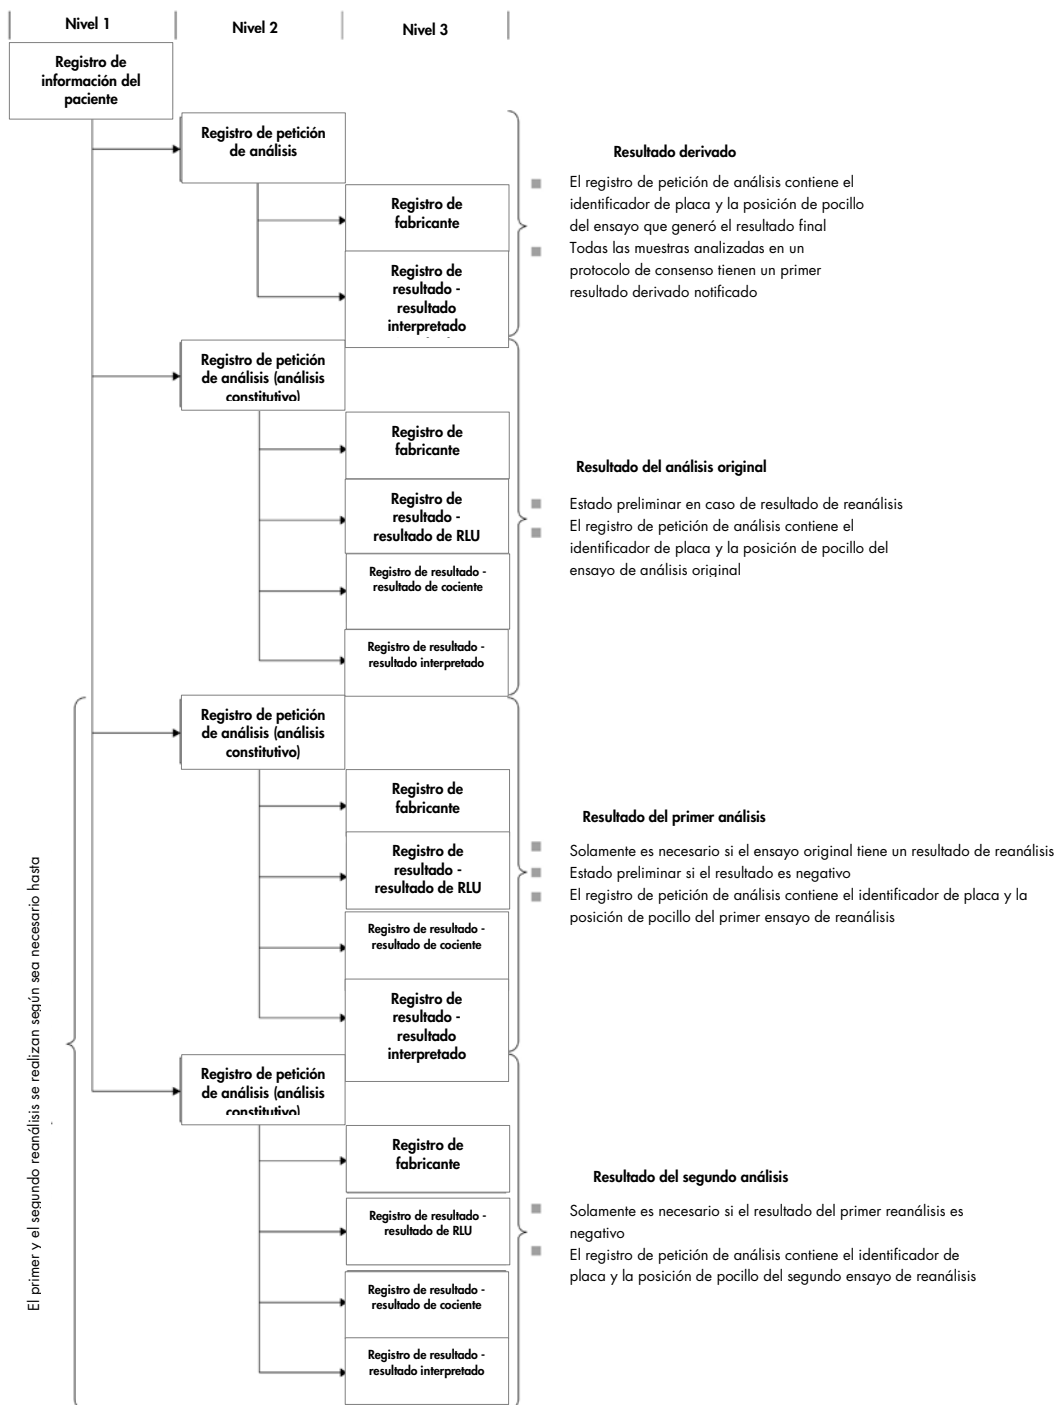 Nivel 1
Nivel 2
Nivel 3
Registro de
información del
paciente
Registro de petición
de análisis
Registro de
fabricante
Registro de
resultado -
resultado
interpretado
Resultado derivado
El registro de petición de análisis contiene el
identificador de placa y la posición de pocillo
del ensayo que generó el resultado final
Todas las muestras analizadas en un
protocolo de consenso tienen un primer
resultado derivado notificado
Registro de petición
de análisis (análisis
constitutivo)
Registro de
fabricante
Registro de
resultado -
resultado de RLU
Registro de resultado -
resultado de cociente
Registro de resultado -
resultado interpretado
Resultado del análisis original
Estado preliminar en caso de resultado de reanálisis
El registro de petición de análisis contiene el
identificador de placa y la posición de pocillo del
ensayo de análisis original
Registro de petición
de análisis (análisis
constitutivo)
Registro de
fabricante
Registro de
resultado -
resultado de RLU
Registro de resultado -
resultado de cociente
Registro de
resultado -
resultado
interpretado
Resultado del primer análisis
Solamente es necesario si el ensayo original tiene un resultado de reanálisis
Estado preliminar si el resultado es negativo
El registro de petición de análisis contiene el identificador de placa y la
posición de pocillo del primer ensayo de reanálisis
El primer y el segundo reanálisis se realizan según sea necesario hasta
Registro de petición
de análisis (análisis
constitutivo)
Registro de
fabricante
Registro de resultado -
resultado de RLU
Registro de resultado -
resultado de cociente
Registro de resultado -
resultado interpretado
Resultado del segundo análisis
Solamente es necesario si el resultado del primer reanálisis es
negativo
El registro de petición de análisis contiene el identificador de
placa y la posición de pocillo del segundo ensayo de reanálisis